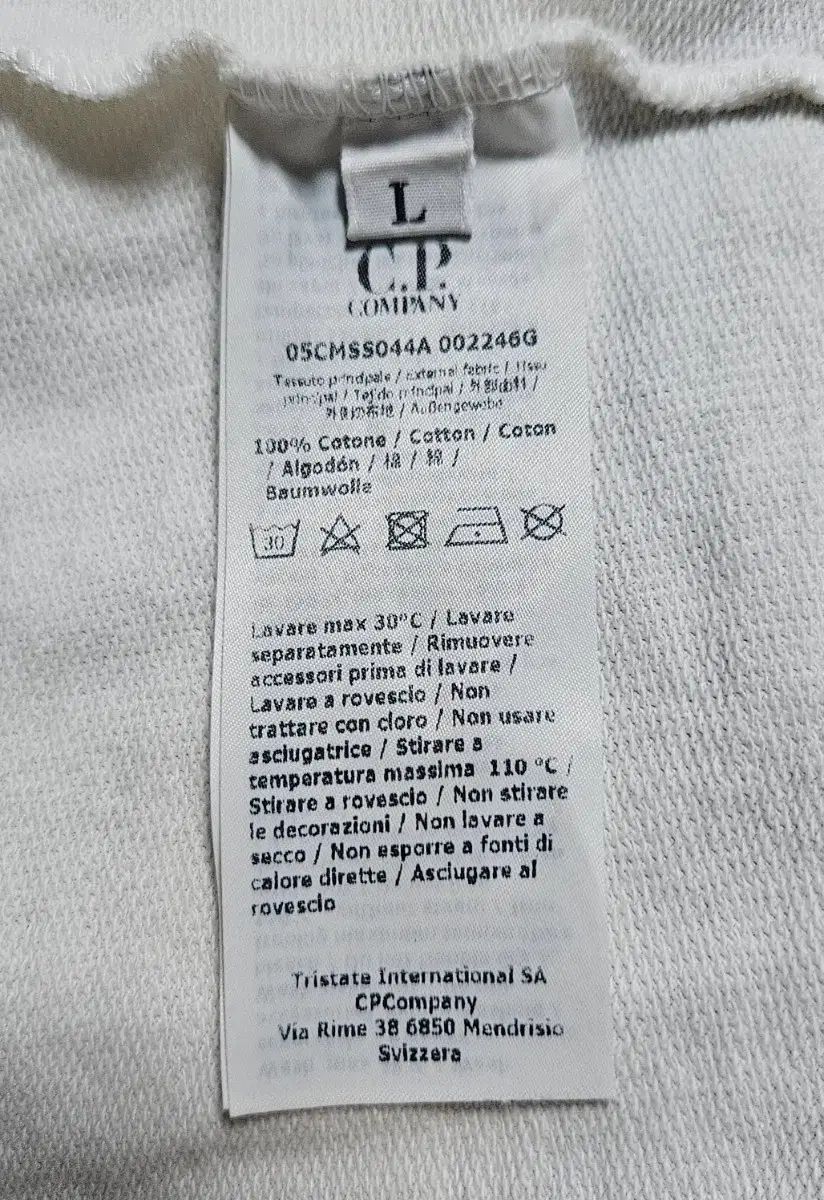 L
C.P.
COMPANY
05CMSS044A 002246G
Tessuto principale / External fabric / Tissu
principal / Tejido principal / 外部面料 /
/ Außengewebe
100% Cotone / Cotton / Coton
/ Algodón / 棉 / 綿 /
Baumwolle
30
Lavare max 30°C / Lavare
separatamente / Rimuovere
accessori prima di lavare /
Lavare a rovescio / Non
trattare con cloro / Non usare
asciugatrice / Stirare a
temperatura massima 110 °C /
Stirare a rovescio / Non stirare
le decorazioni / Non lavare a
secco / Non esporre a fonti di
calore dirette / Asciugare al
rovescio
Tristate International SA
CPCompany
Via Rime 38 6850 Mendrisio
Svizzera